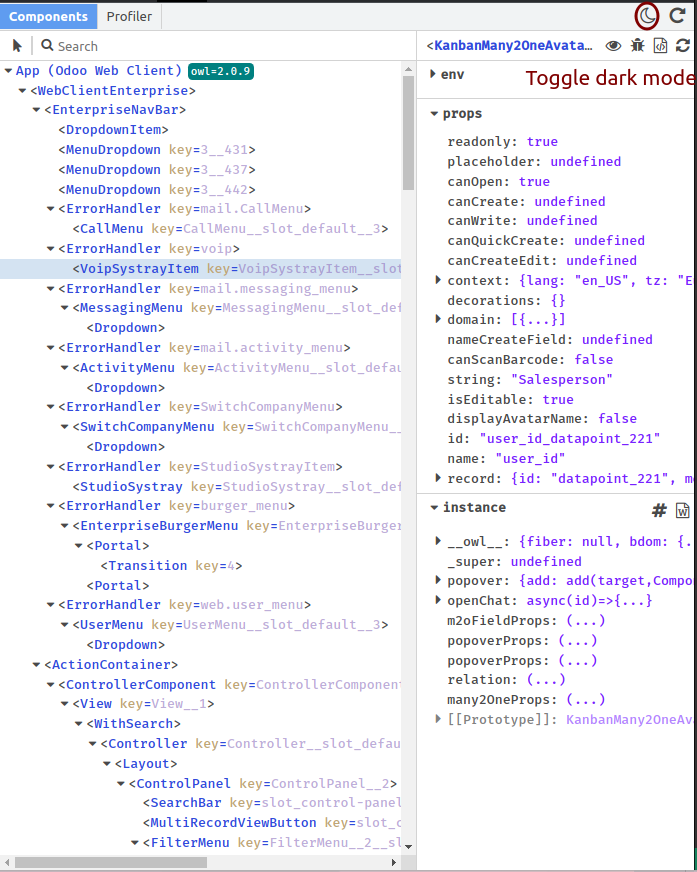 Components Profiler
Search
App (Odoo Web Client) owl=2.0.9
<WebClientEnterprise>
<EnterpriseNavBar>
<DropdownItem>
<MenuDropdown key=3__431>
<MenuDropdown key=3__437>
<MenuDropdown key=3__442>
<ErrorHandler key=mail.CallMenu>
<CallMenu key=CallMenu__slot_default__3>
<ErrorHandler key=voip>
<VoipSystrayItem key=VoipSystrayItem__slot
<ErrorHandler key=mail.messaging_menu>
<MessagingMenu key=MessagingMenu__slot_def
<Dropdown>
<ErrorHandler key=mail.activity_menu>
<ActivityMenu key=ActivityMenu__slot_defau
<Dropdown>
<ErrorHandler key=SwitchCompanyMenu>
<SwitchCompanyMenu key=SwitchCompanyMenu__
<Dropdown>
<ErrorHandler key=StudioSystrayItem>
<StudioSystray key=StudioSystray__slot_def
<ErrorHandler key=burger_menu>
<EnterpriseBurgerMenu key=EnterpriseBurger
<Portal>
<Transition key=4>
<Portal>
<ErrorHandler key=web.user_menu>
<UserMenu key=UserMenu__slot_default__3>
<Dropdown>
<ActionContainer>
<ControllerComponent key=ControllerComponent
<View key=View__1>
<WithSearch>
<Controller key=Controller__slot_defau
<Layout>
<ControlPanel key=ControlPanel__2>
<SearchBar key=slot_control-panel
<MultiRecordViewButton key=slot_c
<FilterMenu key=FilterMenu__2__sl
<KanbanMany2OneAvata…
env
Toggle dark mode
props
readonly: true
placeholder: undefined
canOpen: true
canCreate: undefined
canWrite: undefined
canQuickCreate: undefined
canCreateEdit: undefined
context: {lang: "en_US", tz: "E
decorations: {}
domain: [{...}]
nameCreateField: undefined
canScanBarcode: false
string: "Salesperson"
isEditable: true
displayAvatarName: false
id: "user_id_datapoint_221"
name: "user_id"
record: {id: "datapoint_221", m
instance
#
W
__owl__: {fiber: null, bdom: {.
_super: undefined
popover: {add: add(target,Compo
openChat: async(id)=>{...}
m2oFieldProps: (...)
popoverProps: (...)
popoverProps: (...)
relation: (...)
many2OneProps: (...)
[[Prototype]]: KanbanMany2OneAv